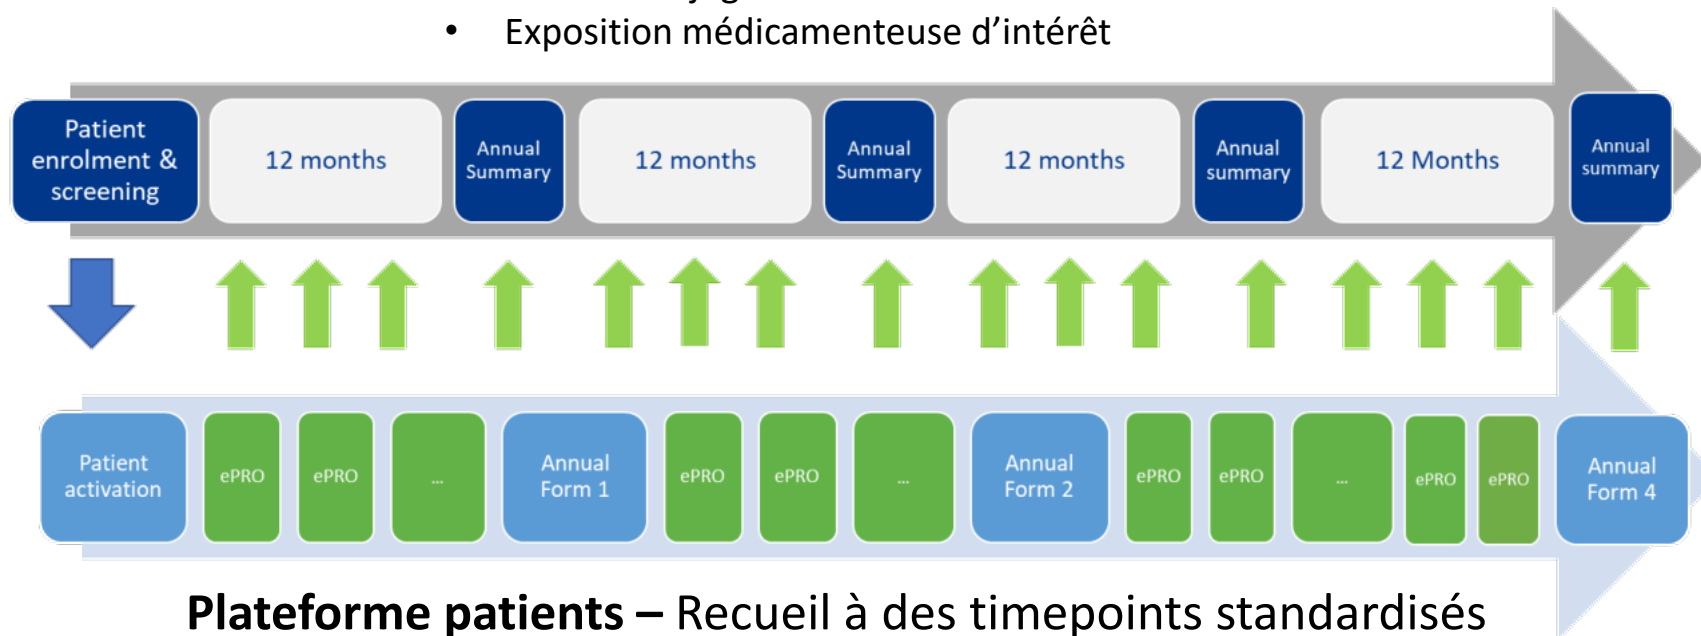 • Exposition médicamenteuse d’intérêt
Patient
enrolment &
screening
12 months
Annual
Summary
12 months
Annual
Summary
12 months
Annual
summary
12 Months
Annual
summary
Patient
activation
ePRO
ePRO
...
Annual
Form 1
ePRO
ePRO
...
Annual
Form 2
ePRO
ePRO
...
ePRO
ePRO
Annual
Form 4
Plateforme patients – Recueil à des timepoints standardisés